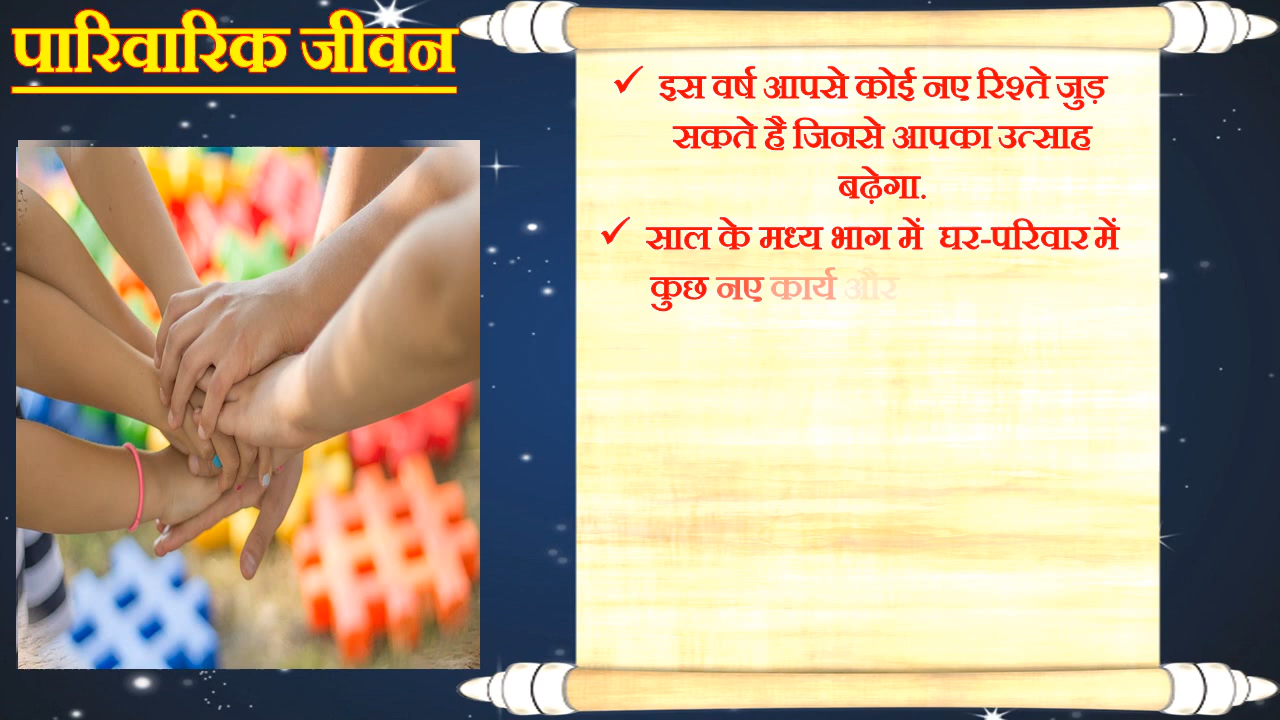 पारिवारिक जीवन
✓ इस वर्ष आपसे कोई नए रिश्ते जुड़
सकते हैं जिनसे आपका उत्साह
बढ़ेगा.
✓ साल के मध्य भाग में घर-परिवार में
कुछ नए कार्य और